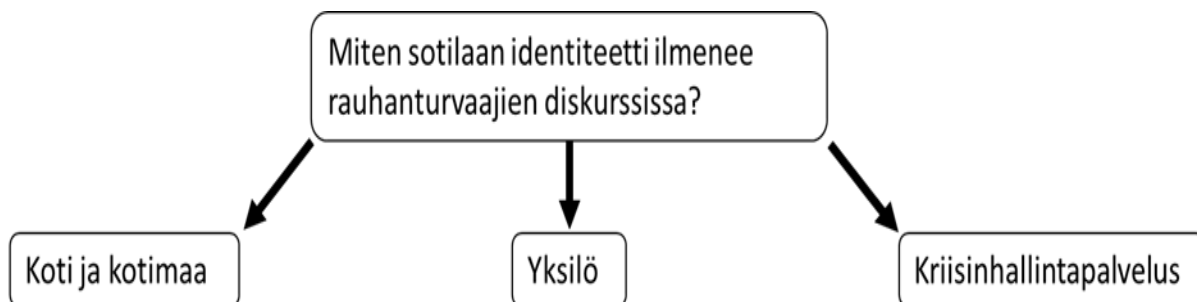 Miten sotilaan identiteetti ilmenee
rauhanturvaajien diskurssissa?
Koti ja kotimaa
Yksilö
Kriisinhallintapalvelus